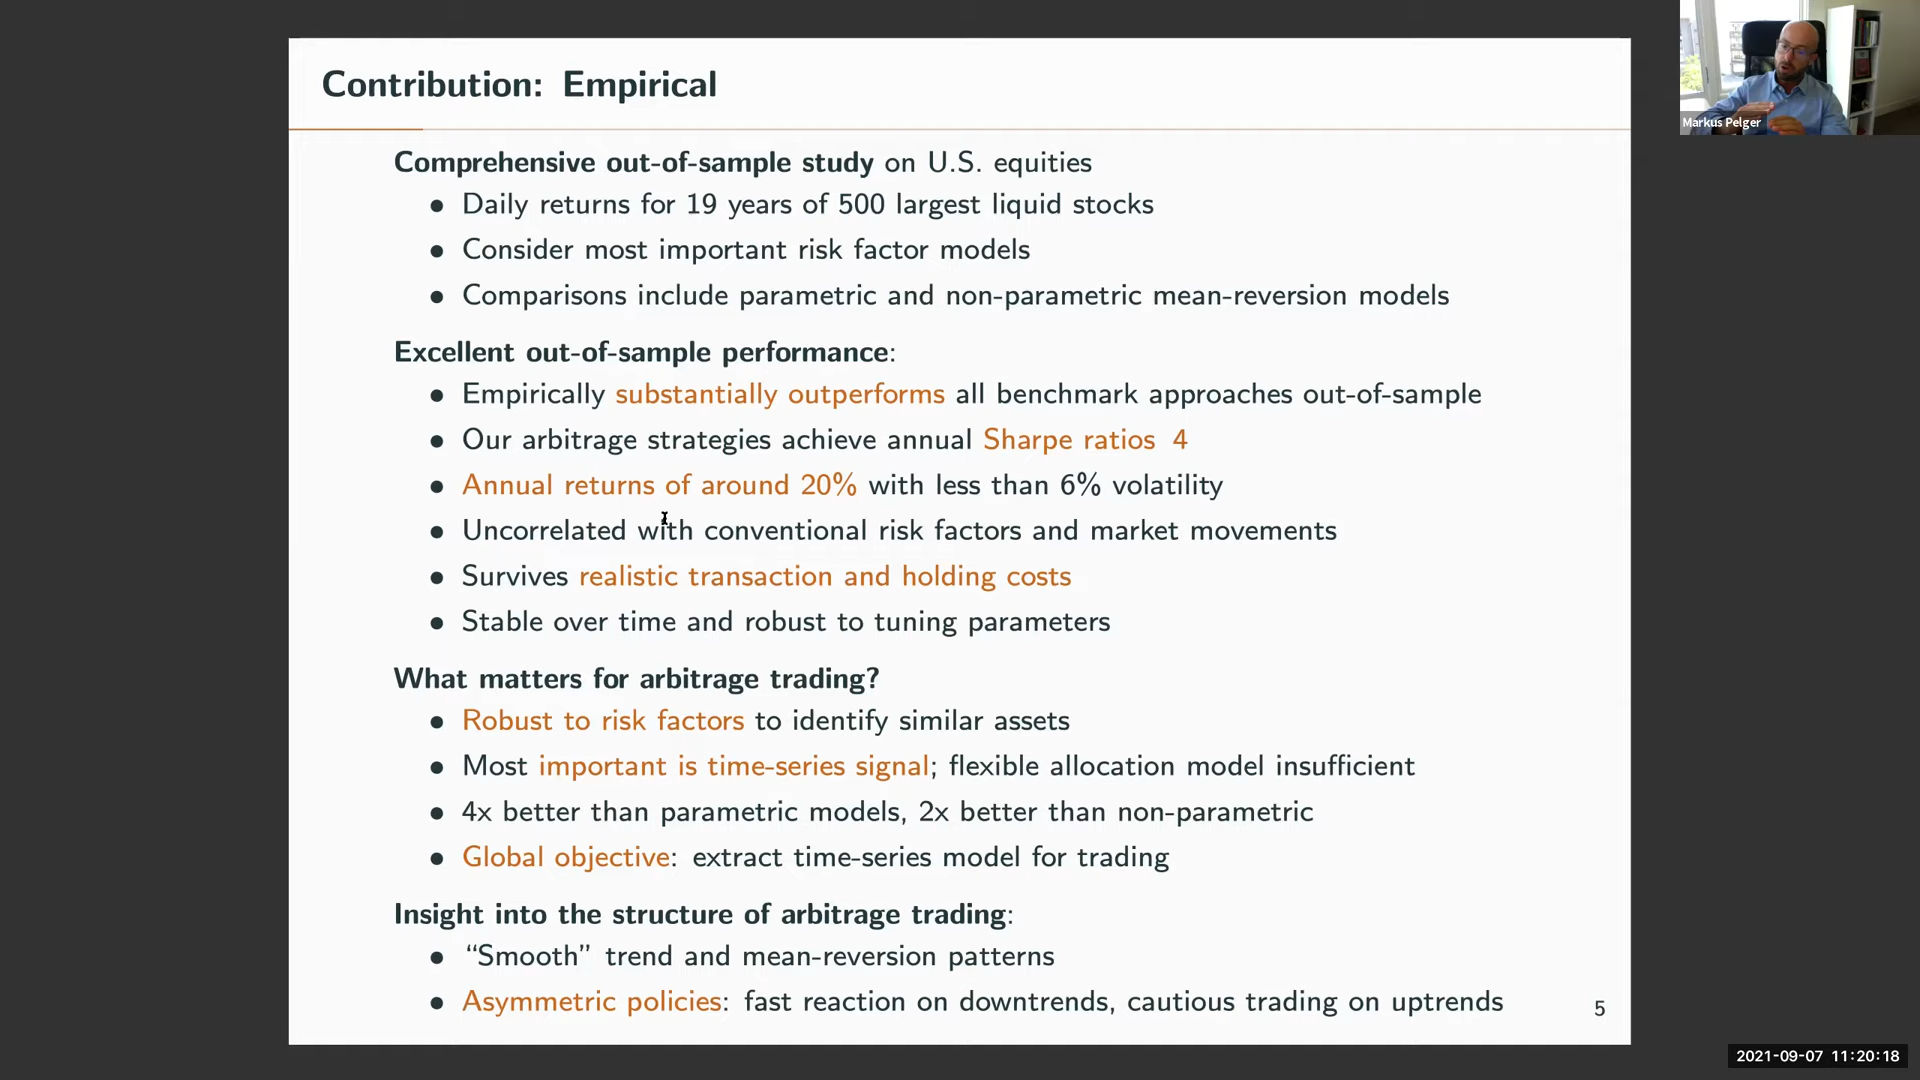 Contribution: Empirical
Markus Pelger
Comprehensive out-of-sample study on U.S. equities
• Daily returns for 19 years of 500 largest liquid stocks
• Consider most important risk factor models
• Comparisons include parametric and non-parametric mean-reversion models
Excellent out-of-sample performance:
• Empirically substantially outperforms all benchmark approaches out-of-sample
• Our arbitrage strategies achieve annual Sharpe ratios 4
• Annual returns of around 20% with less than 6% volatility
• Uncorrelated with conventional risk factors and market movements
• Survives realistic transaction and holding costs
• Stable over time and robust to tuning parameters
What matters for arbitrage trading?
• Robust to risk factors to identify similar assets
• Most important is time-series signal; flexible allocation model insufficient
• 4x better than parametric models, 2x better than non-parametric
• Global objective: extract time-series model for trading
Insight into the structure of arbitrage trading:
• “Smooth” trend and mean-reversion patterns
• Asymmetric policies: fast reaction on downtrends, cautious trading on uptrends
5
2021-09-07 11:20:18